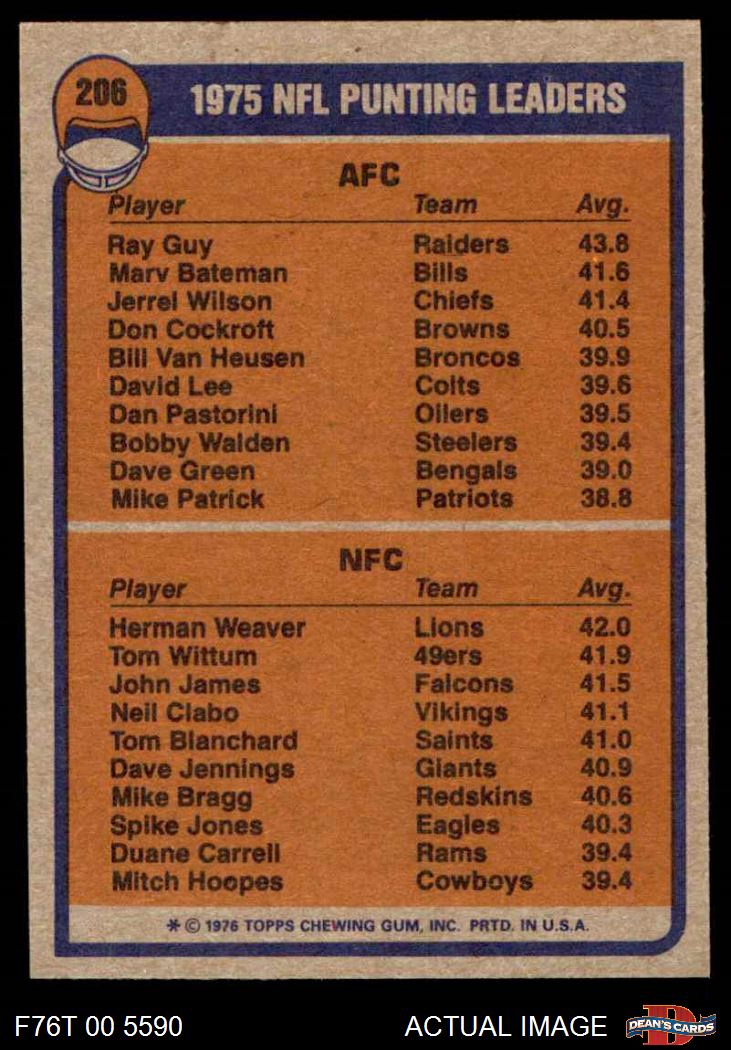 206
1975 NFL PUNTING LEADERS
AFC
Player Team Avg.
Ray Guy Raiders 43.8
Marv Bateman Bills 41.6
Jerrel Wilson Chiefs 41.4
Don Cockroft Browns 40.5
Bill Van Heusen Broncos 39.9
David Lee Colts 39.6
Dan Pastorini Oilers 39.5
Bobby Walden Steelers 39.4
Dave Green Bengals 39.0
Mike Patrick Patriots 38.8
NFC
Player Team Avg.
Herman Weaver Lions 42.0
Tom Wittum 49ers 41.9
John James Falcons 41.5
Neil Clabo Vikings 41.1
Tom Blanchard Saints 41.0
Dave Jennings Giants 40.9
Mike Bragg Redskins 40.6
Spike Jones Eagles 40.3
Duane Carrell Rams 39.4
Mitch Hoopes Cowboys 39.4
* © 1976 TOPPS CHEWING GUM, INC. PRTD. IN U.S.A.
F76T 00 5590 ACTUAL IMAGE D DEAN'S CARDS